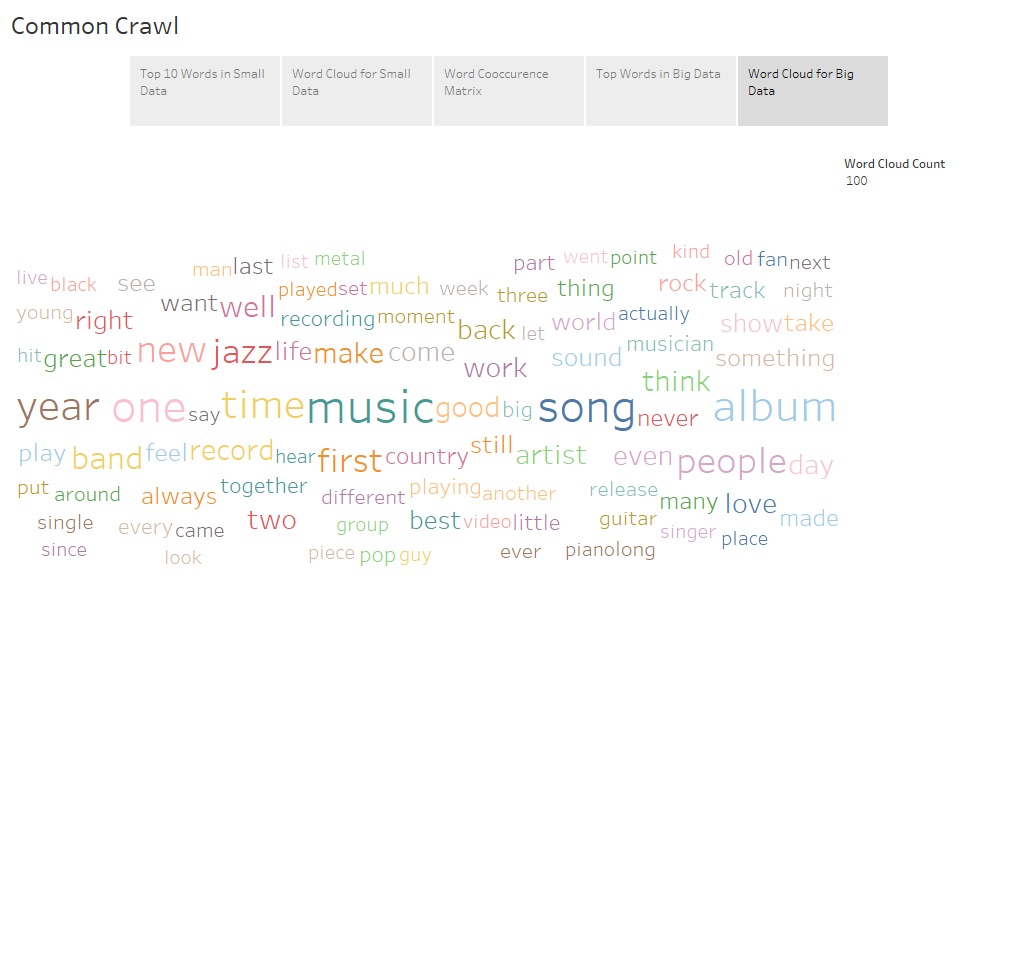 Common Crawl
Top 10 Words in Small Data
Word Cloud for Small Data
Word Cooccurence Matrix
Top Words in Big Data
Word Cloud for Big Data
Word Cloud Count
100
live black see man last list metal part went point kind old fan next
young right want well played set much week three thing rock track night
recording moment back let world actually show take
hit great bit new jazz life make come work sound musician something
think
year one say time music good big song never album
play band feel record hear first country still artist even people day
put around always together different playing another release many love
single every came two group best video little guitar singer place made
since look piece pop guy ever piano long